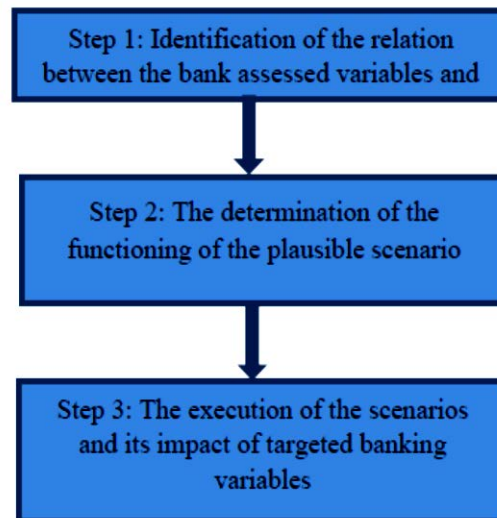 Step 1: Identification of the relation
between the bank assessed variables and
Step 2: The determination of the
functioning of the plausible scenario
Step 3: The execution of the scenarios
and its impact of targeted banking
variables